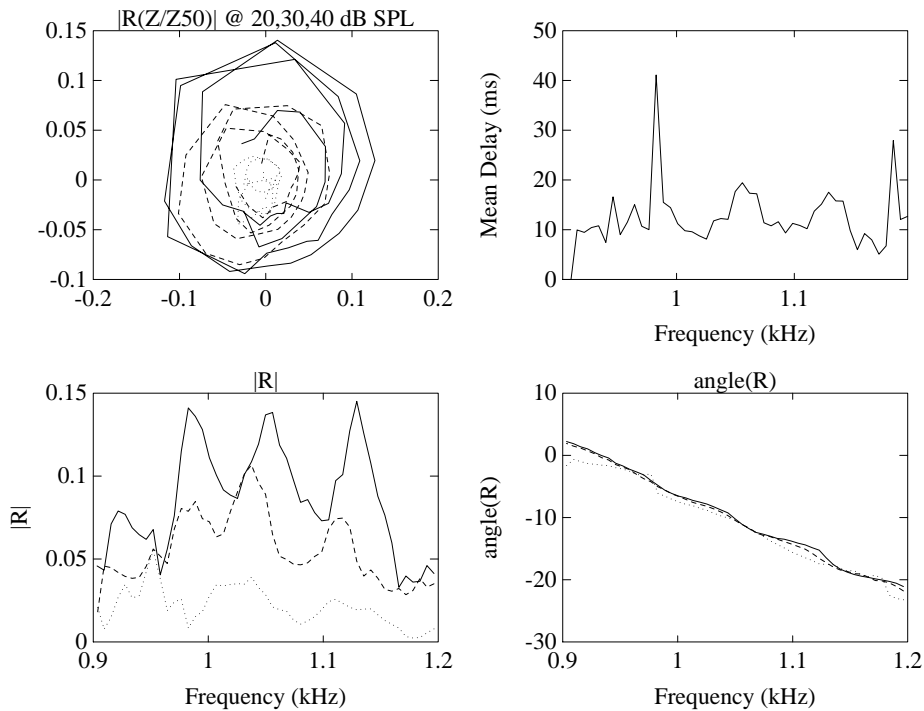 |R(Z/Z50)| @ 20,30,40 dB SPL
0.15
0.1
0.05
0
-0.05
-0.1
-0.2 -0.1 0 0.1 0.2
Mean Delay (ms)
50
40
30
20
10
0
1 1.1
Frequency (kHz)
|R|
|R|
0.15
0.1
0.05
0
0.9 1 1.1 1.2
Frequency (kHz)
angle(R)
angle(R)
10
0
-10
-20
-30
0.9 1 1.1 1.2
Frequency (kHz)